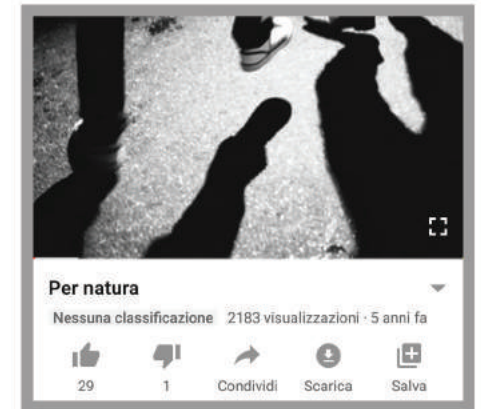 Per natura
Nessuna classificazione 2183 visualizzazioni · 5 anni fa
29 1 Condividi Scarica Salva